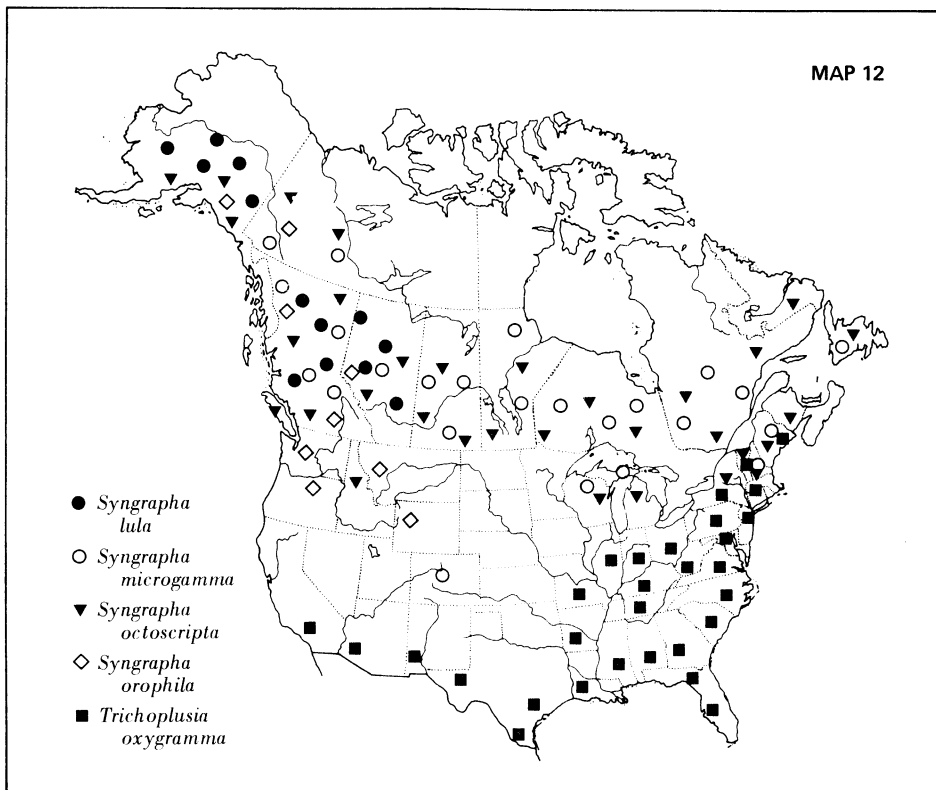 MAP 12
Syngrapha
lula
Syngrapha
microgamma
Syngrapha
octoscripta
Syngrapha
orophila
Trichoplusia
oxygramma